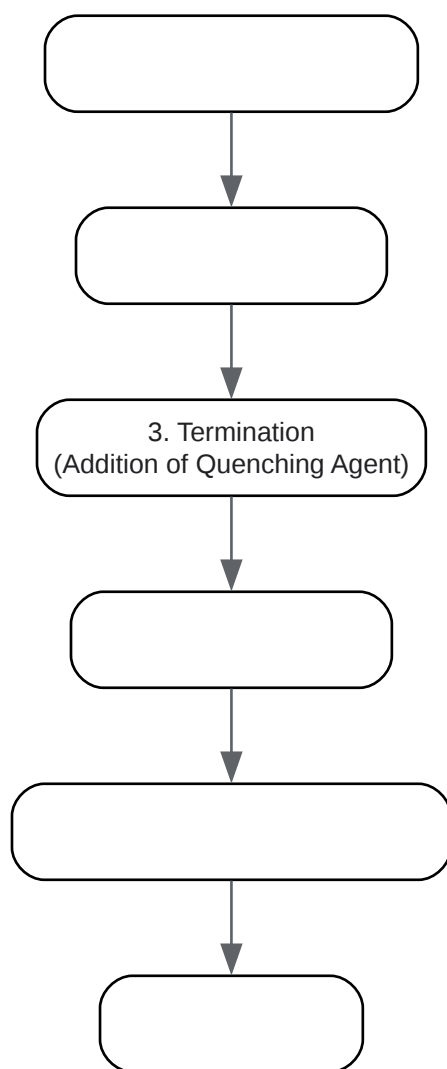 3. Termination
(Addition of Quenching Agent)